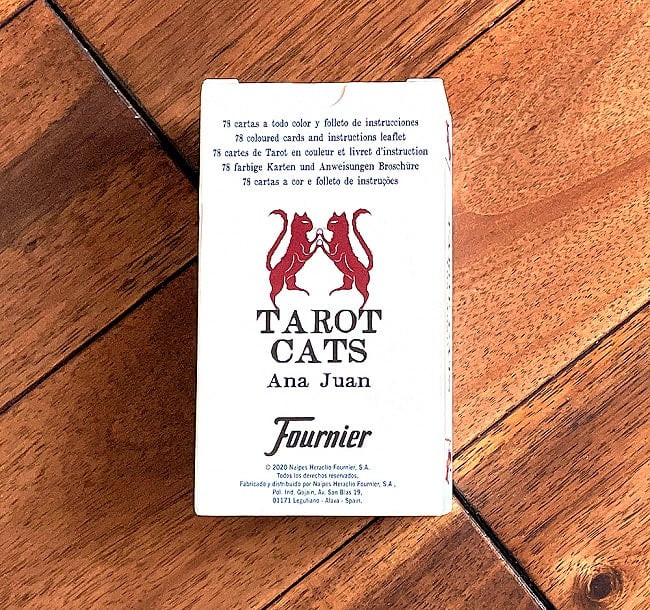 78 cartas a todo color y folleto de instrucciones
78 coloured cards and instructions leaflet
78 cartes de Tarot en couleur et livret d'instruction
78 farbige Karten und Anweisungen Broschüre
78 cartas a cor e folleto de instruções
TAROT
CATS
Ana Juan
Fournier
© 2020 Naipes Heraclio Fournier, S.A.
Todos los derechos reservados.
Fabricado y distribuido por Naipes Heraclio Fournier, S.A.,
Pol. Ind. Gojain, Av. San Blas 19,
01171 Legutiano - Alava - Spain.